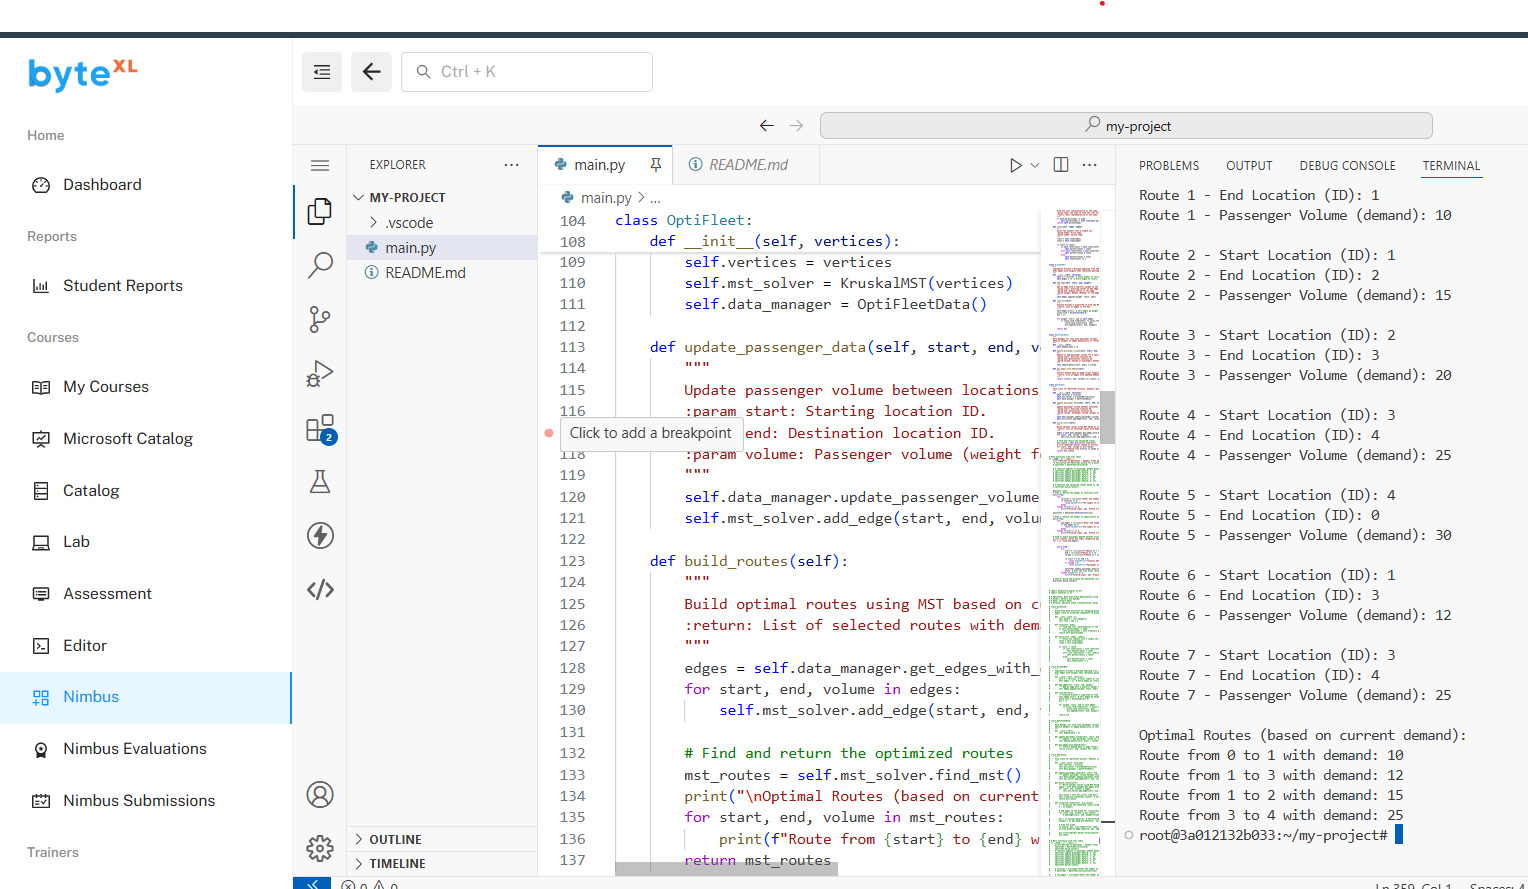 byteXL
Ctrl + K
Home
Dashboard
Reports
Student Reports
Courses
My Courses
Microsoft Catalog
Catalog
Lab
Assessment
Editor
Nimbus
Nimbus Evaluations
Nimbus Submissions
Trainers
my-project
EXPLORER
MY-PROJECT
.vscode
main.py
README.md
2
OUTLINE
TIMELINE
main.py
README.md
main.py > ...
104 class OptiFleet:
108 def __init__(self, vertices):
109 self.vertices = vertices
110 self.mst_solver = KruskalMST(vertices)
111 self.data_manager = OptiFleetData()
112
113 def update_passenger_data(self, start, end, v
114 """
115 Update passenger volume between locations
116 :param start: Starting location ID.
Click to add a breakpoint
end: Destination location ID.
118 :param volume: Passenger volume (weight f
119 """
120 self.data_manager.update_passenger_volume
121 self.mst_solver.add_edge(start, end, volu
122
123 def build_routes(self):
124 """
125 Build optimal routes using MST based on c
126 :return: List of selected routes with dem
127 """
128 edges = self.data_manager.get_edges_with_
129 for start, end, volume in edges:
130 self.mst_solver.add_edge(start, end,
131
132 # Find and return the optimized routes
133 mst_routes = self.mst_solver.find_mst()
134 print("\nOptimal Routes (based on current
135 for start, end, volume in mst_routes:
136 print(f"Route from {start} to {end} w
137 return mst_routes
PROBLEMS OUTPUT DEBUG CONSOLE TERMINAL
Route 1 - End Location (ID): 1
Route 1 - Passenger Volume (demand): 10
Route 2 - Start Location (ID): 1
Route 2 - End Location (ID): 2
Route 2 - Passenger Volume (demand): 15
Route 3 - Start Location (ID): 2
Route 3 - End Location (ID): 3
Route 3 - Passenger Volume (demand): 20
Route 4 - Start Location (ID): 3
Route 4 - End Location (ID): 4
Route 4 - Passenger Volume (demand): 25
Route 5 - Start Location (ID): 4
Route 5 - End Location (ID): 0
Route 5 - Passenger Volume (demand): 30
Route 6 - Start Location (ID): 1
Route 6 - End Location (ID): 3
Route 6 - Passenger Volume (demand): 12
Route 7 - Start Location (ID): 3
Route 7 - End Location (ID): 4
Route 7 - Passenger Volume (demand): 25
Optimal Routes (based on current demand):
Route from 0 to 1 with demand: 10
Route from 1 to 3 with demand: 12
Route from 1 to 2 with demand: 15
Route from 3 to 4 with demand: 25
root@3a012132b033:~/my-project#
0 0
Ln 359, Col 1 Spaces: 4